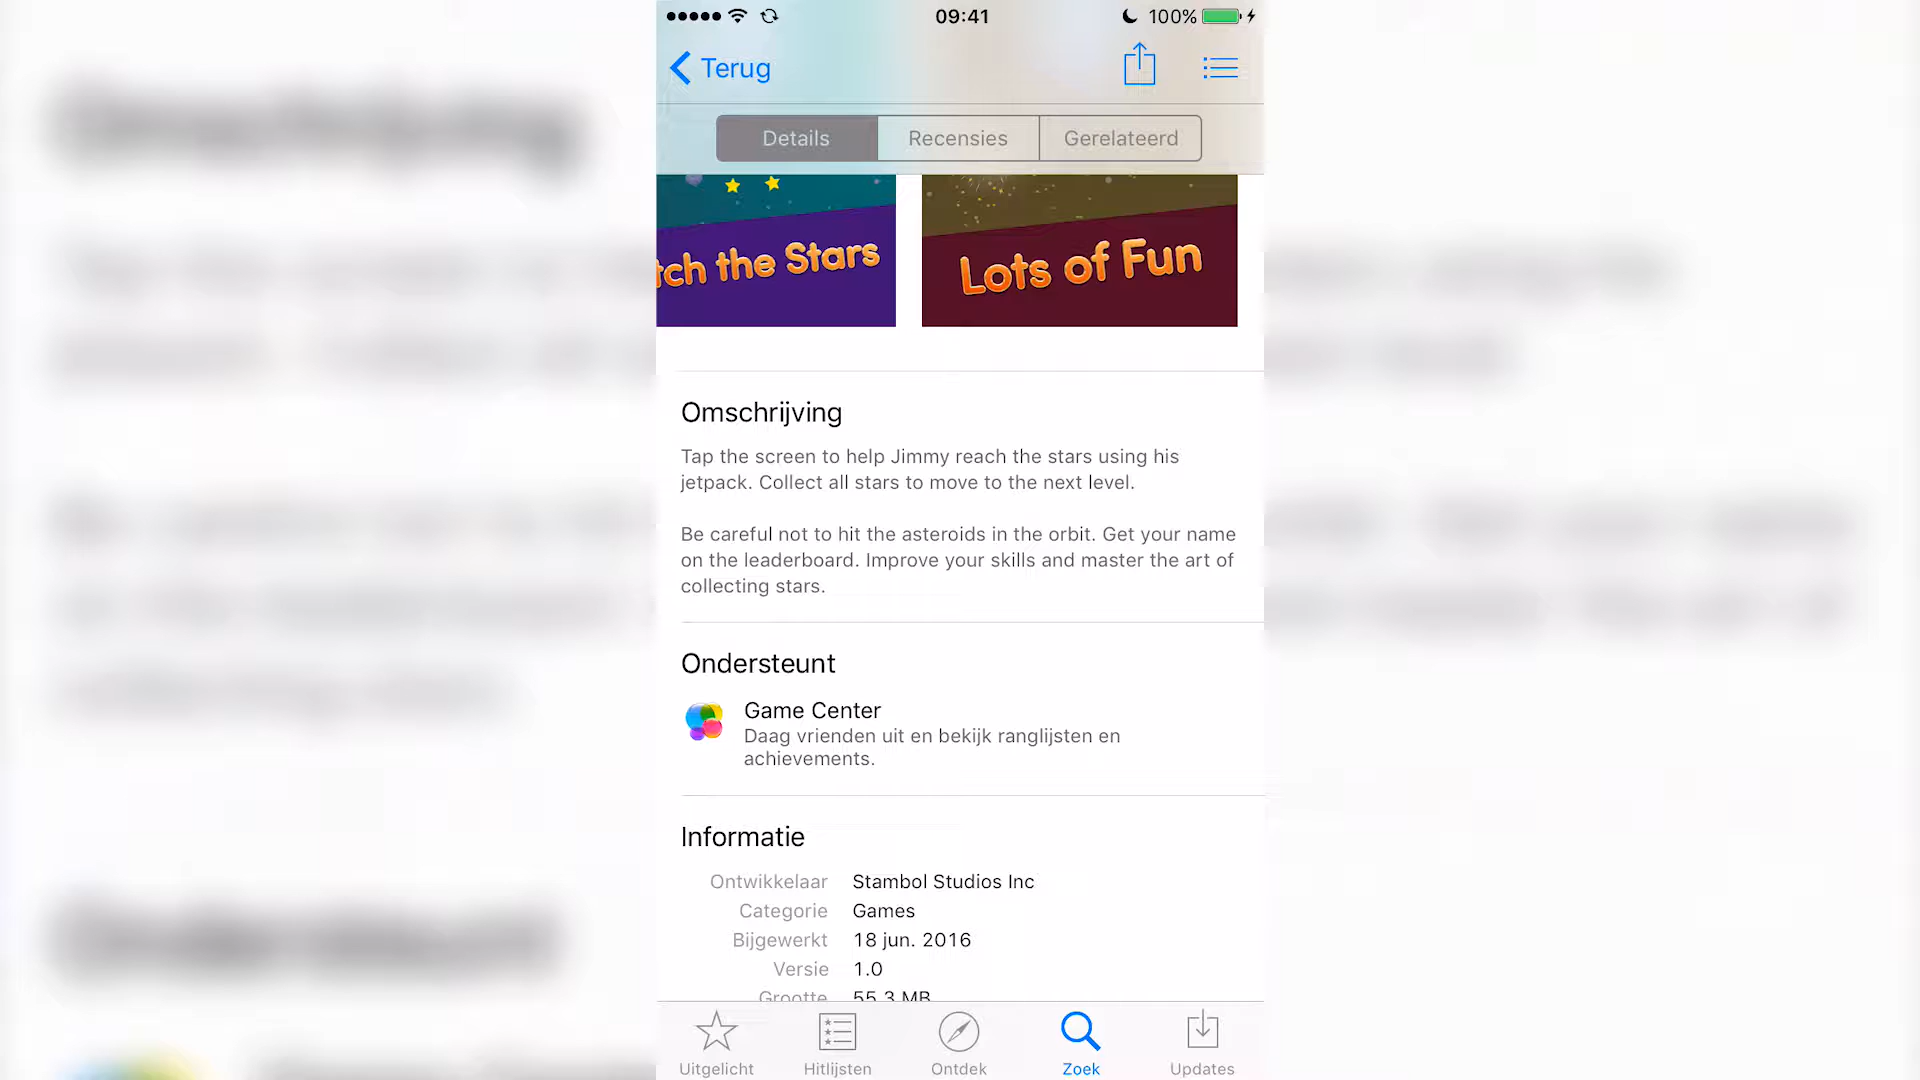 09:41
100%
Terug
Details
Recensies
Gerelateerd
tch the Stars
Lots of Fun
Omschrijving
Tap the screen to help Jimmy reach the stars using his
jetpack. Collect all stars to move to the next level.
Be careful not to hit the asteroids in the orbit. Get your name
on the leaderboard. Improve your skills and master the art of
collecting stars.
Ondersteunt
Game Center
Daag vrienden uit en bekijk ranglijsten en
achievements.
Informatie
Ontwikkelaar Stambol Studios Inc
Categorie Games
Bijgewerkt 18 jun. 2016
Versie 1.0
Grootte 55.3 MB
Uitgelicht
Hitlijsten
Ontdek
Zoek
Updates